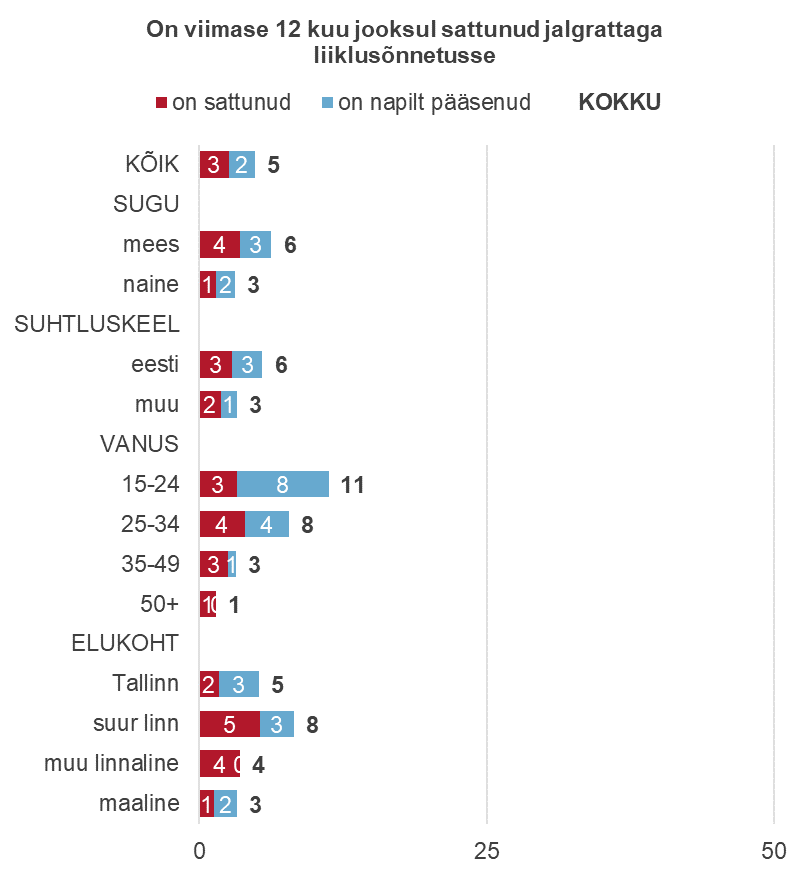 On viimase 12 kuu jooksul sattunud jalgrattaga
liiklusõnnetusse
on sattunud on napilt pääsenud KOKKU
KÕIK 3 2 5
SUGU
mees 4 3 6
naine 1 2 3
SUHTLUSKEEL
eesti 3 3 6
muu 2 1 3
VANUS
15-24 3 8 11
25-34 4 4 8
35-49 3 1 3
50+ 1 0 1
ELUKOHT
Tallinn 2 3 5
suur linn 5 3 8
muu linnaline 4 0 4
maaline 1 2 3
0 25 50